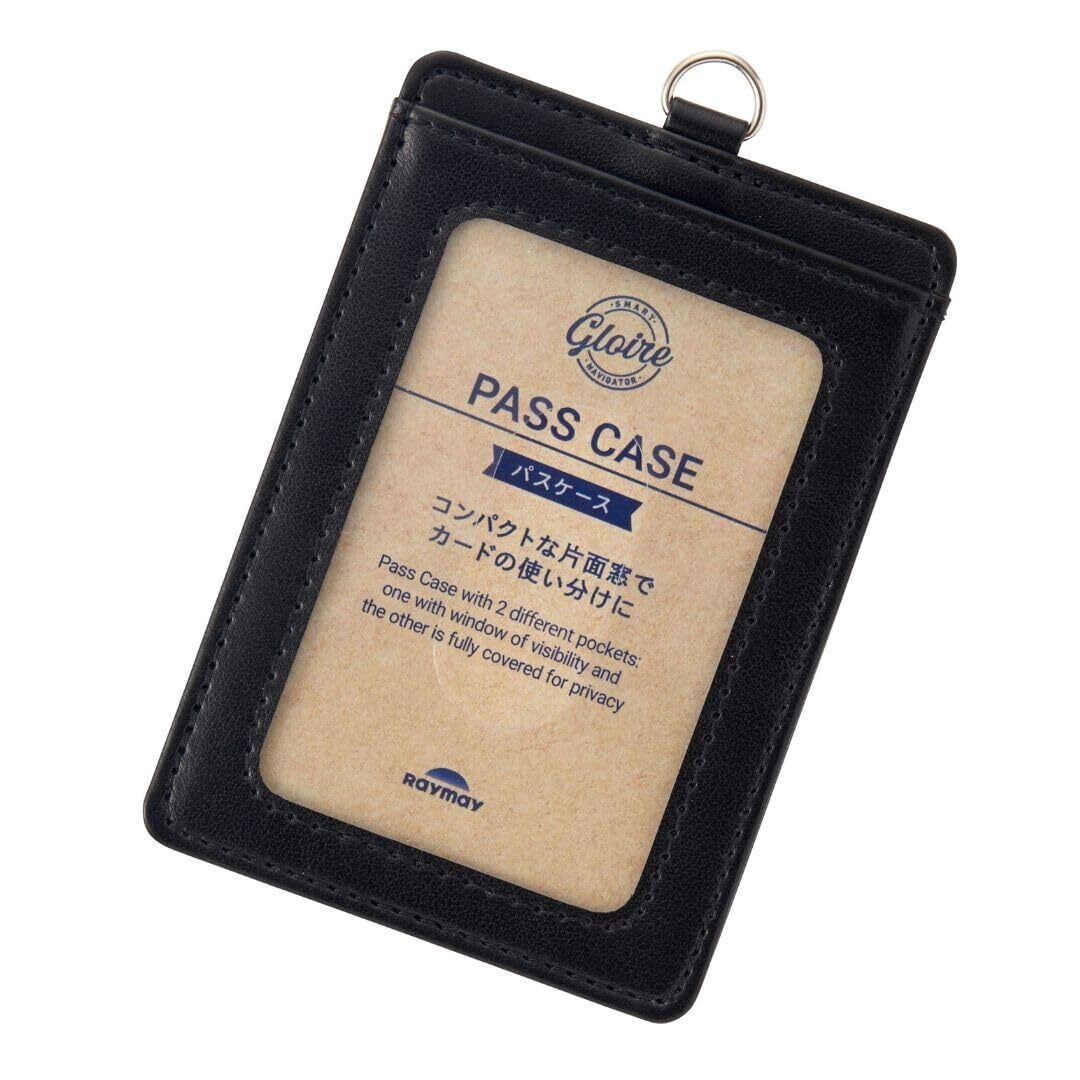 SMART
Gloire
NAVIGATOR
PASS CASE
パスケース
コンパクトな片面窓で
カードの使い分けに
Pass Case with 2 different pockets:
one with window of visibility and
the other is fully covered for privacy
Raymay